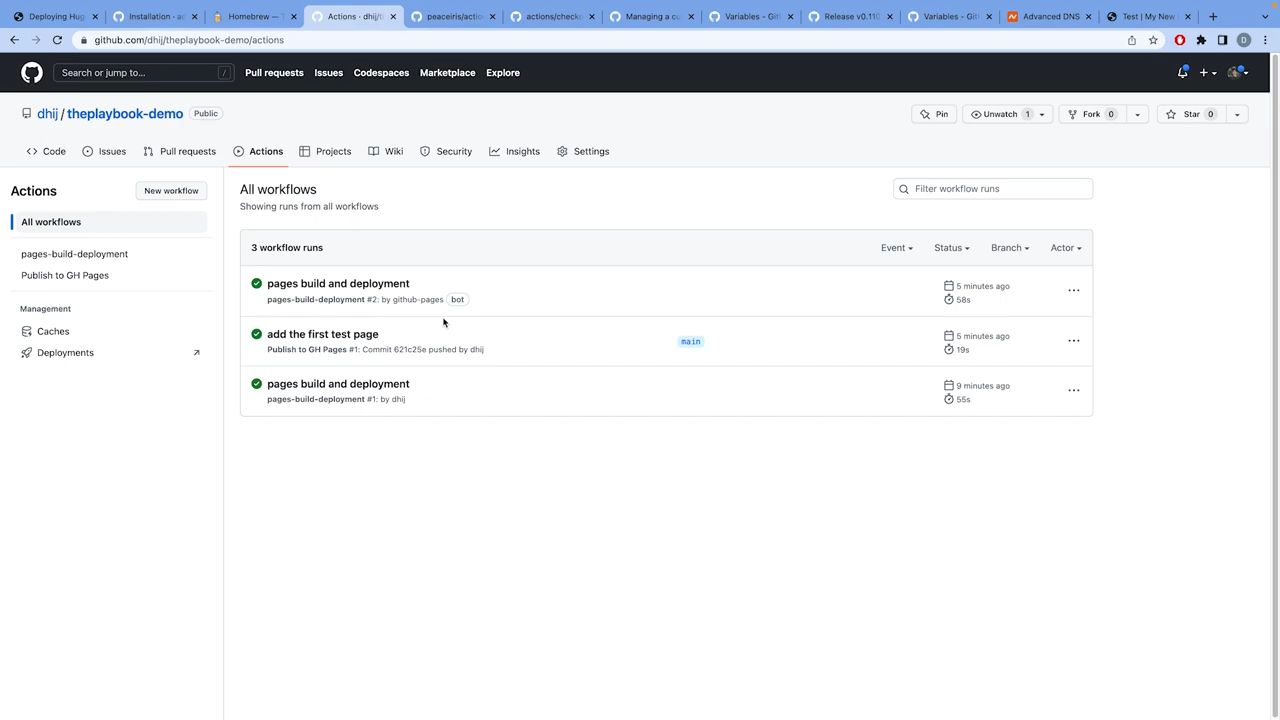 Deploying Hug
Installation · ad
Homebrew — T
Actions · dhij/th
peaceiris/action
actions/checko
Managing a cu
Variables - GitH
Release v0.110
Variables - GitH
Advanced DNS
Test | My New
github.com/dhij/theplaybook-demo/actions
Search or jump to... /
Pull requests Issues Codespaces Marketplace Explore
dhij / theplaybook-demo Public
Pin Unwatch 1 Fork 0 Star 0
Code Issues Pull requests Actions Projects Wiki Security Insights Settings
Actions New workflow
All workflows
pages-build-deployment
Publish to GH Pages
Management
Caches
Deployments
All workflows
Showing runs from all workflows
Filter workflow runs
3 workflow runs Event Status Branch Actor
pages build and deployment
pages-build-deployment #2: by github-pages bot
5 minutes ago
58s
add the first test page
Publish to GH Pages #1: Commit 621c25e pushed by dhij
main
5 minutes ago
19s
pages build and deployment
pages-build-deployment #1: by dhij
9 minutes ago
55s